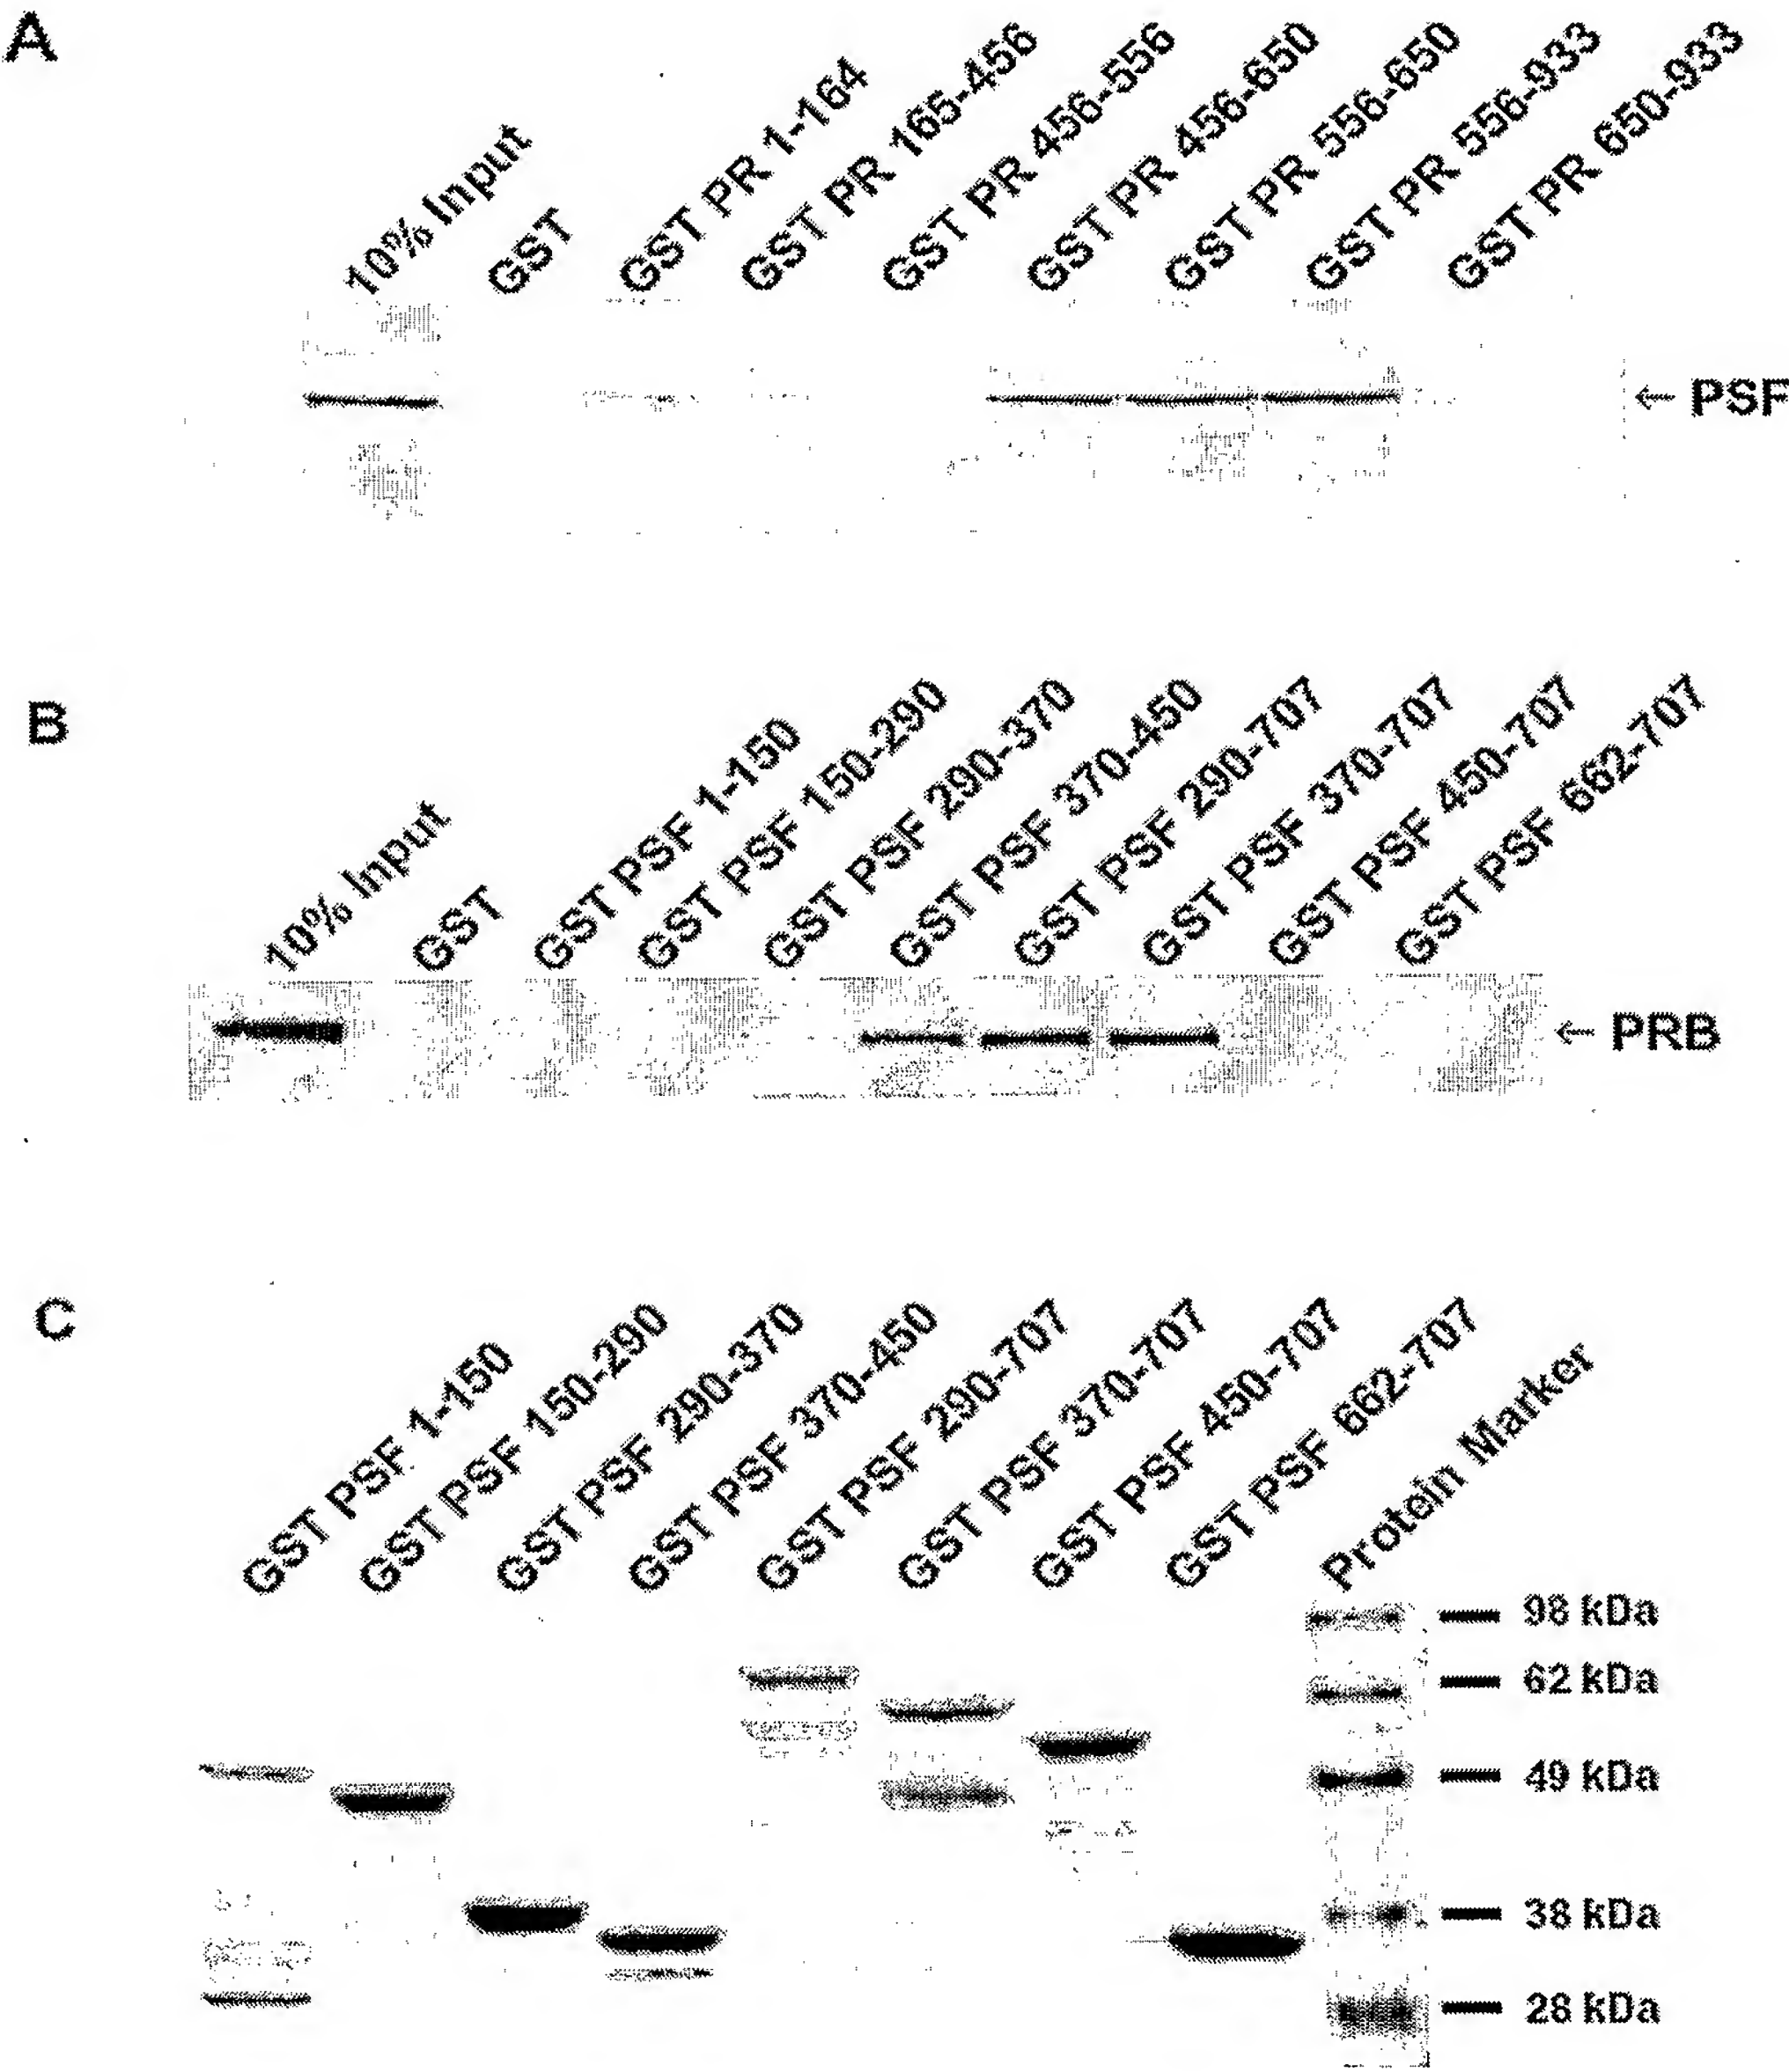 A
10% Input
GST
GST PR 1-164
GST PR 165-456
GST PR 456-556
GST PR 456-650
GST PR 556-650
GST PR 556-933
GST PR 650-933
← PSF
B
10% Input
GST
GST PSF 1-150
GST PSF 150-290
GST PSF 290-370
GST PSF 370-450
GST PSF 290-707
GST PSF 370-707
GST PSF 450-707
GST PSF 662-707
← PRB
C
GST PSF 1-150
GST PSF 150-290
GST PSF 290-370
GST PSF 370-450
GST PSF 290-707
GST PSF 370-707
GST PSF 450-707
GST PSF 662-707
Protein Marker
98 kDa
62 kDa
49 kDa
38 kDa
28 kDa